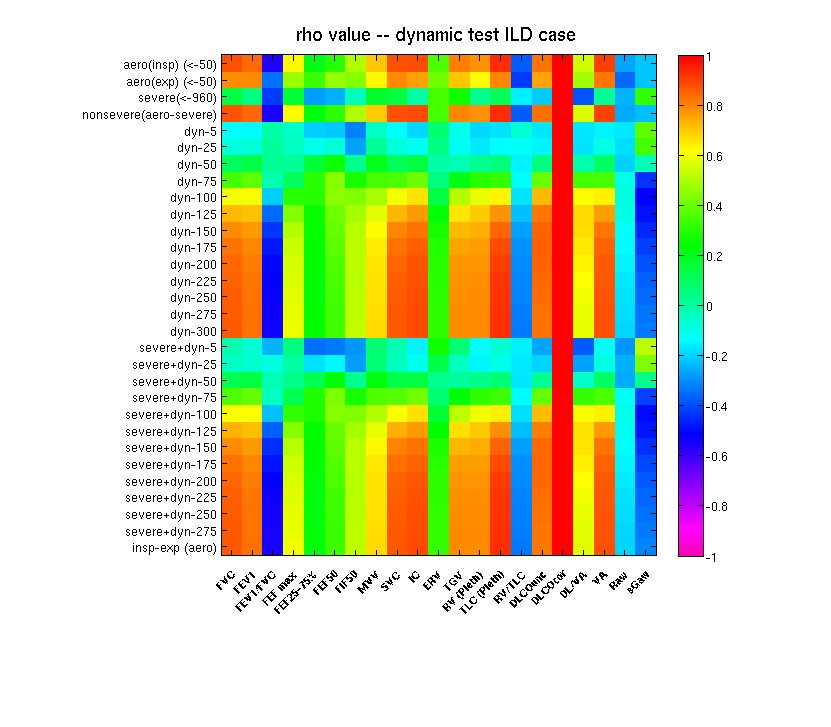 rho value -- dynamic test ILD case
aero(insp) (<-50)
aero(exp) (<-50)
severe(<-960)
nonsevere(aero-severe)
dyn-5
dyn-25
dyn-50
dyn-75
dyn-100
dyn-125
dyn-150
dyn-175
dyn-200
dyn-225
dyn-250
dyn-275
dyn-300
severe+dyn-5
severe+dyn-25
severe+dyn-50
severe+dyn-75
severe+dyn-100
severe+dyn-125
severe+dyn-150
severe+dyn-175
severe+dyn-200
severe+dyn-225
severe+dyn-250
severe+dyn-275
insp-exp (aero)
FVC
FEV1
FEV1/FVC
FEF max
FEF25-75%
FEF50
FIF50
MVV
SVC
IC
ERV
TGV
RV (Pleth)
TLC (Pleth)
RV/TLC
DLCOunc
DLCOcor
DL/VA
VA
Raw
sGaw
1
0.8
0.6
0.4
0.2
0
-0.2
-0.4
-0.6
-0.8
-1